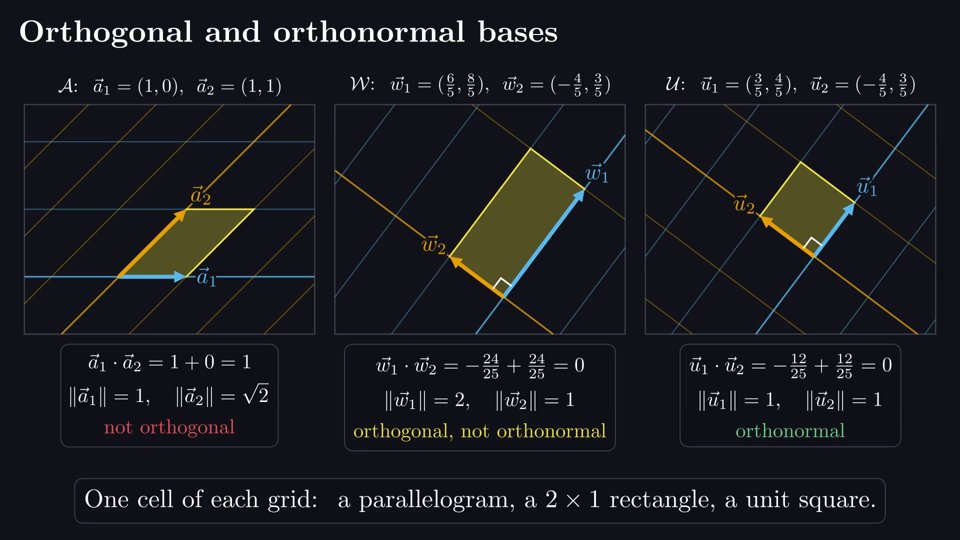 Orthogonal and orthonormal bases
𝒜: a⃗₁ = (1, 0), a⃗₂ = (1, 1)
𝒲: w⃗₁ = (6/5, 8/5), w⃗₂ = (−4/5, 3/5)
𝒰: u⃗₁ = (3/5, 4/5), u⃗₂ = (−4/5, 3/5)
a⃗₂
a⃗₁
w⃗₁
w⃗₂
u⃗₁
u⃗₂
a⃗₁ · a⃗₂ = 1 + 0 = 1
‖a⃗₁‖ = 1, ‖a⃗₂‖ = √2
not orthogonal
w⃗₁ · w⃗₂ = −24/25 + 24/25 = 0
‖w⃗₁‖ = 2, ‖w⃗₂‖ = 1
orthogonal, not orthonormal
u⃗₁ · u⃗₂ = −12/25 + 12/25 = 0
‖u⃗₁‖ = 1, ‖u⃗₂‖ = 1
orthonormal
One cell of each grid: a parallelogram, a 2 × 1 rectangle, a unit square.